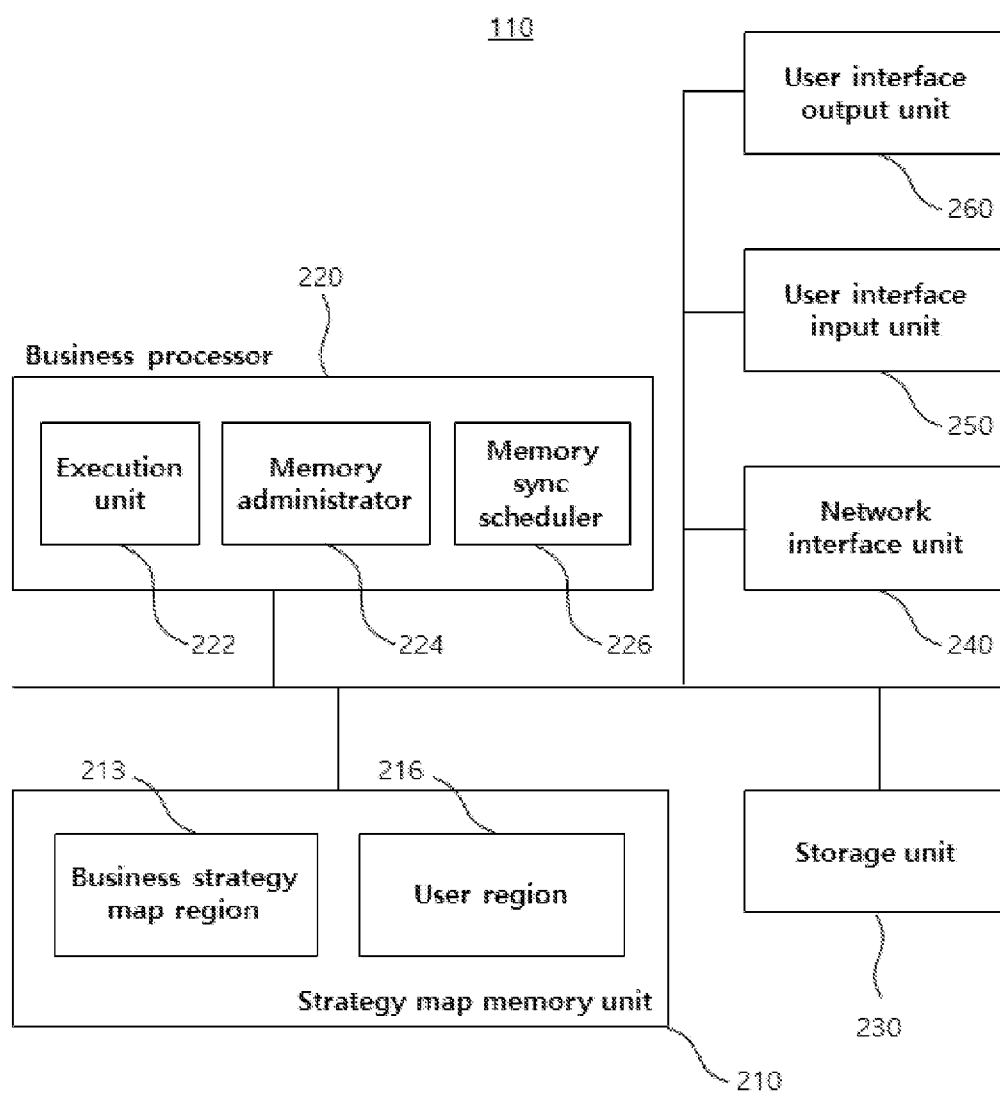 110
User interface
output unit
260
220
User interface
input unit
Business processor
250
Execution
unit
Memory
administrator
Memory
sync
scheduler
Network
interface unit
222
224
226
240
213
216
Business strategy
map region
User region
Storage unit
Strategy map memory unit
230
210